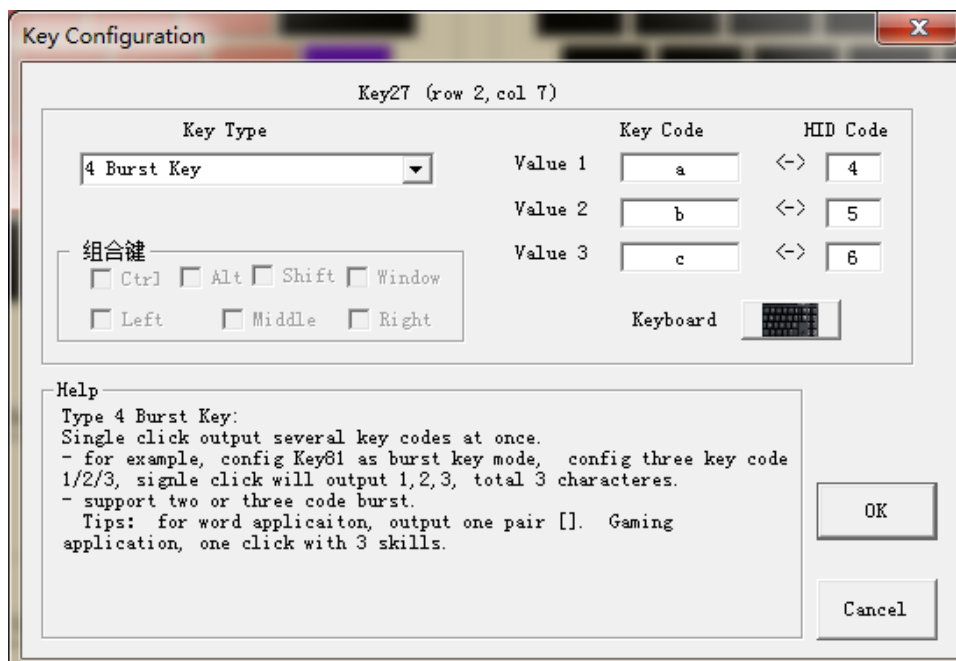 Key Configuration
Key27 (row 2,col 7)
Key Type
Key Code
HID Code
4 Burst Key
Value 1
a
<->
4
Value 2
b
<->
5
Value 3
c
<->
6
组合键
Ctrl
Alt
Shift
Window
Left
Middle
Right
Keyboard
Help
Type 4 Burst Key:
Single click output several key codes at once.
- for example, config Key81 as burst key mode, config three key code
1/2/3, signle click will output 1,2,3, total 3 characteres.
- support two or three code burst.
Tips: for word applicaiton, output one pair []. Gaming
application, one click with 3 skills.
OK
Cancel